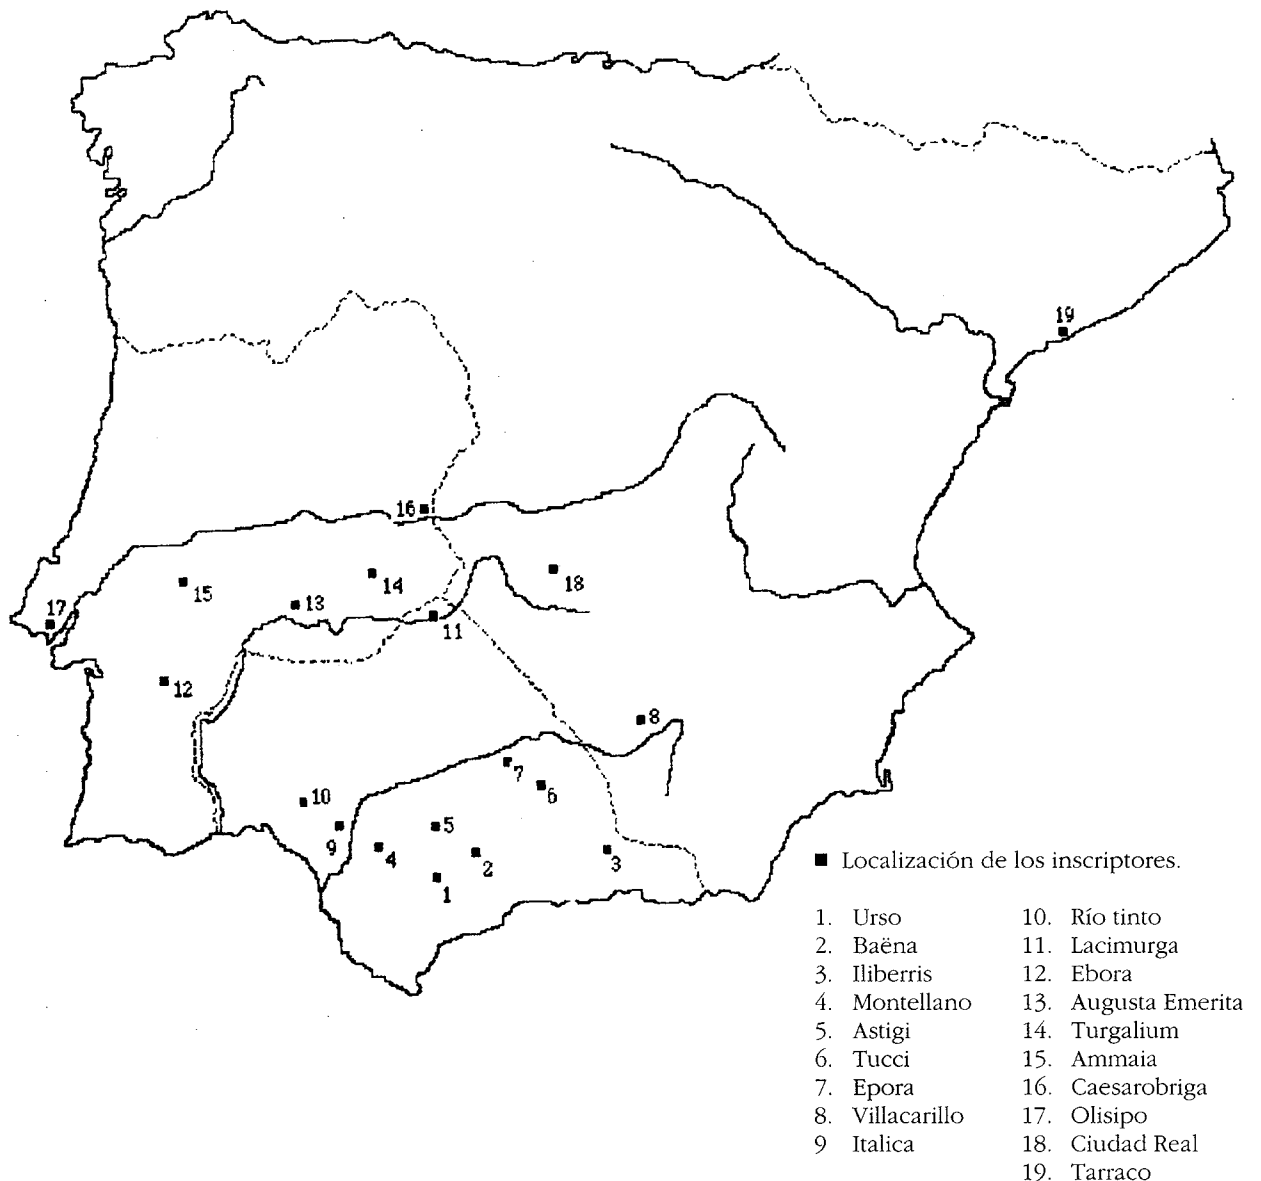 19
16
18
14
15
13
17
11
12
8
7
6
10
5
9
4
2
3
1
Localización de los inscriptores.
1. Urso
2. Baëna
3. Iliberris
4. Montellano
5. Astigi
6. Tucci
7. Epora
8. Villacarillo
9 Italica
10. Río tinto
11. Lacimurga
12. Ebora
13. Augusta Emerita
14. Turgalium
15. Ammaia
16. Caesarobriga
17. Olisipo
18. Ciudad Real
19. Tarraco